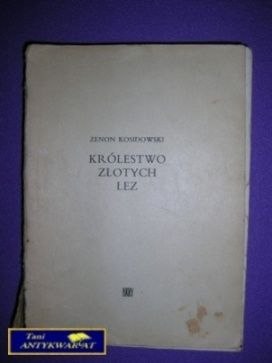 ZENON KOSIDOWSKI
KRÓLESTWO
ZŁOTYCH
ŁEZ
Tani
ANTYKWARIAT